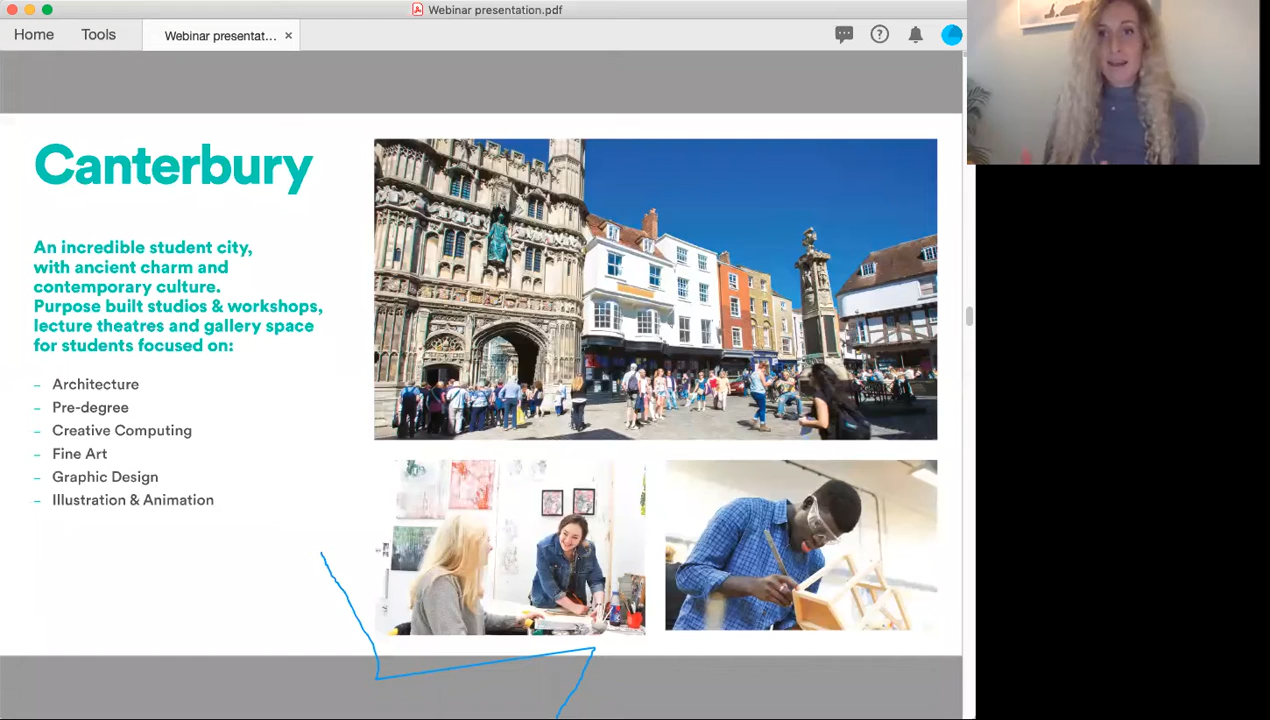 Webinar presentation.pdf
Home
Tools
Webinar presentat...
Canterbury
An incredible student city,
with ancient charm and
contemporary culture.
Purpose built studios & workshops,
lecture theatres and gallery space
for students focused on:
– Architecture
– Pre-degree
– Creative Computing
– Fine Art
– Graphic Design
– Illustration & Animation